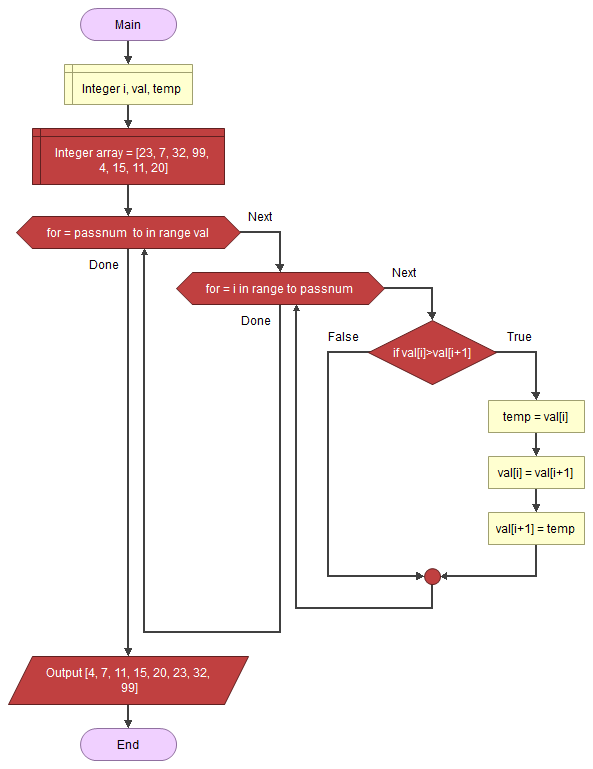 Main
Integer i, val, temp
Integer array = [23, 7, 32, 99,
4, 15, 11, 20]
for = passnum  to in range val
Next
Done
for = i in range to passnum
Next
Done
if val[i]>val[i+1]
False
True
temp = val[i]
val[i] = val[i+1]
val[i+1] = temp
Output [4, 7, 11, 15, 20, 23, 32,
99]
End